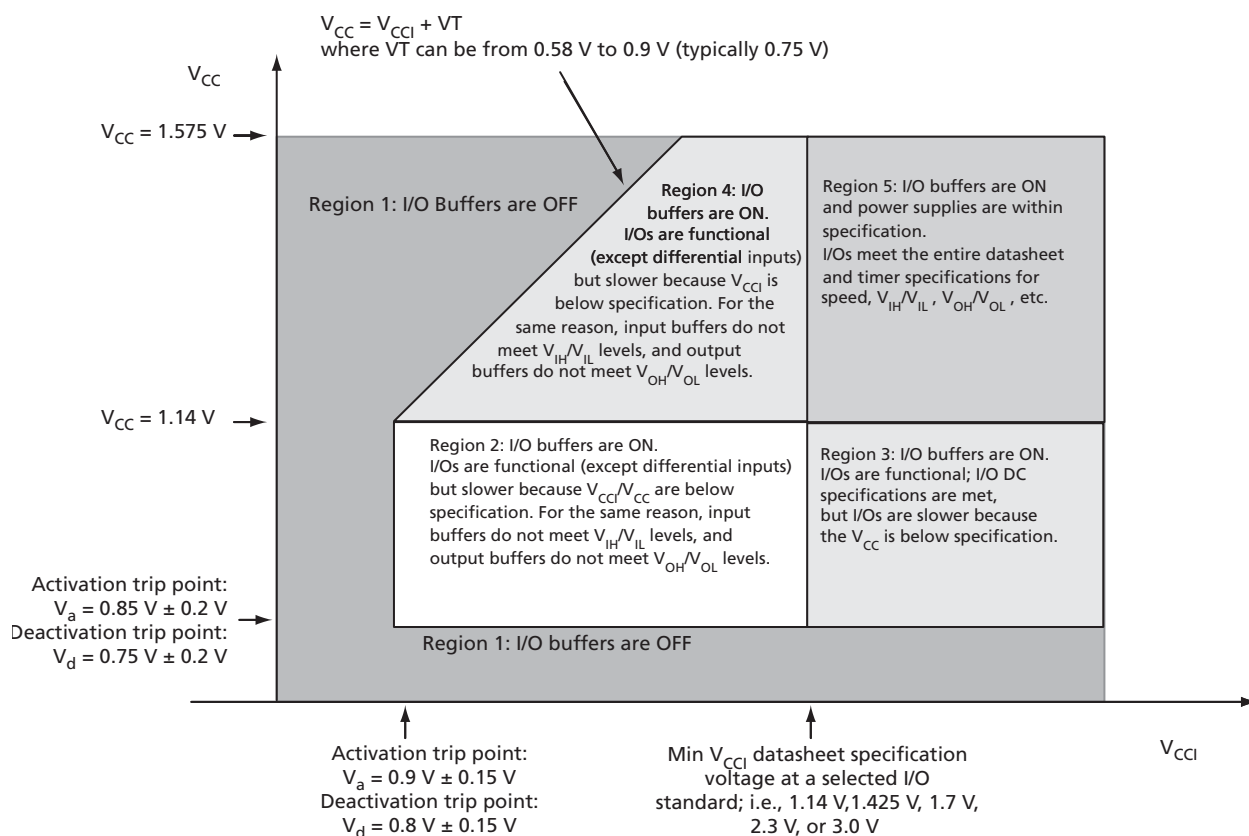 V_CC = V_CCI + VT
where VT can be from 0.58 V to 0.9 V (typically 0.75 V)
V_CC
V_CC = 1.575 V
Region 1: I/O Buffers are OFF
Region 4: I/O
buffers are ON.
I/Os are functional
(except differential inputs)
but slower because V_CCI is
below specification. For the
same reason, input buffers do not
meet V_IH/V_IL levels, and output
buffers do not meet V_OH/V_OL levels.
Region 5: I/O buffers are ON
and power supplies are within
specification.
I/Os meet the entire datasheet
and timer specifications for
speed, V_IH/V_IL , V_OH/V_OL , etc.
V_CC = 1.14 V
Region 2: I/O buffers are ON.
I/Os are functional (except differential inputs)
but slower because V_CCI/V_CC are below
specification. For the same reason, input
buffers do not meet V_IH/V_IL levels, and
output buffers do not meet V_OH/V_OL levels.
Region 3: I/O buffers are ON.
I/Os are functional; I/O DC
specifications are met,
but I/Os are slower because
the V_CC is below specification.
Activation trip point:
V_a = 0.85 V ± 0.2 V
Deactivation trip point:
V_d = 0.75 V ± 0.2 V
Region 1: I/O buffers are OFF
Activation trip point:
V_a = 0.9 V ± 0.15 V
Deactivation trip point:
V_d = 0.8 V ± 0.15 V
Min V_CCI datasheet specification
voltage at a selected I/O
standard; i.e., 1.14 V,1.425 V, 1.7 V,
2.3 V, or 3.0 V
V_CCI